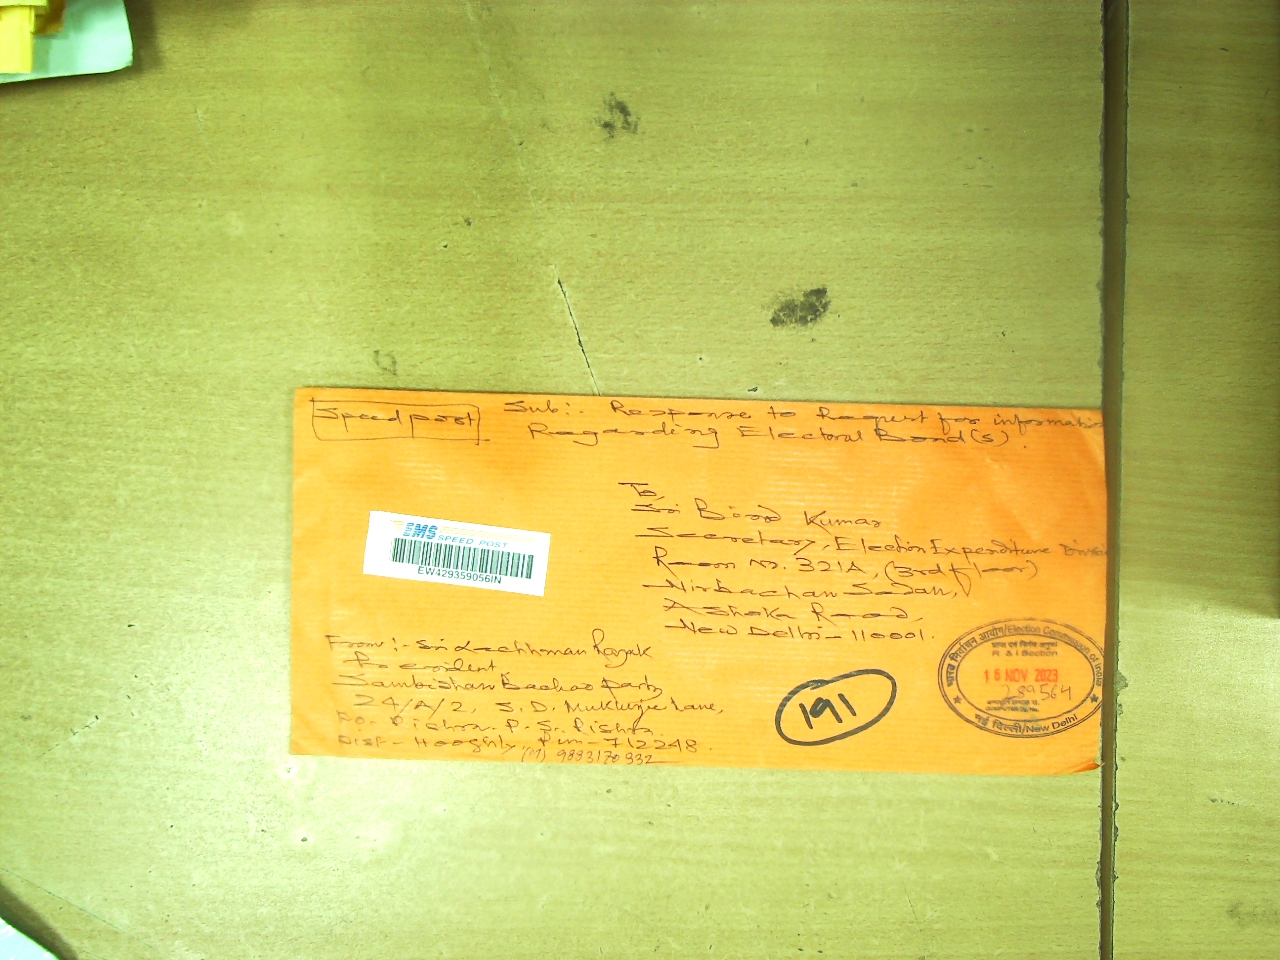 Speed post
Sub:. Response to Request for information
Regarding Electoral Bond(s).
To,
Sri Binod Kumar
Secretary, Election Expenditure
Room No. 321A, (3rd floor)
Nirbachan Sadan,
Ashoka Road,
New Delhi-110001.
EMS
SPEED POST
EW429359056IN
From:- Sri Lachhman Rajak
President
Sambidhan Bachao Party
24/A/2, S.D. Mukherjee Lane,
PO- Rishra. P.S. Rishra.
Dist- Hooghly Pin-712248.
(M) 9883170332
191
भारत निर्वाचन आयोग/Election Commission of India
R & I Section
16 NOV 2023
289564
नई दिल्ली/New Delhi